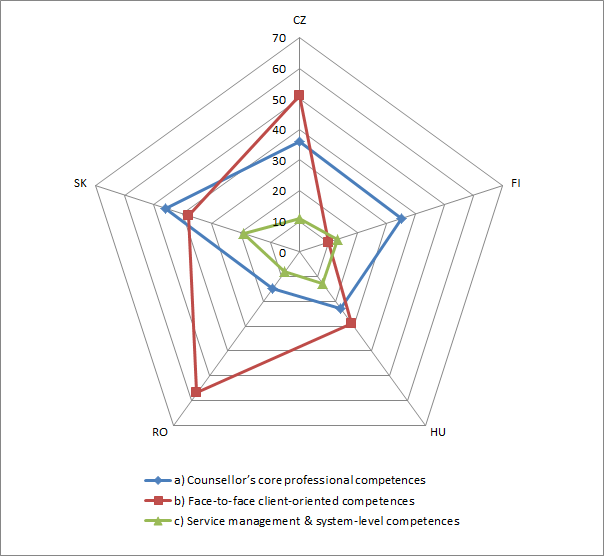 CZ
70
60
50
40
30
20
10
0
SK
FI
RO
HU
a) Counsellor's core professional competences
b) Face-to-face client-oriented competences
c) Service management & system-level competences